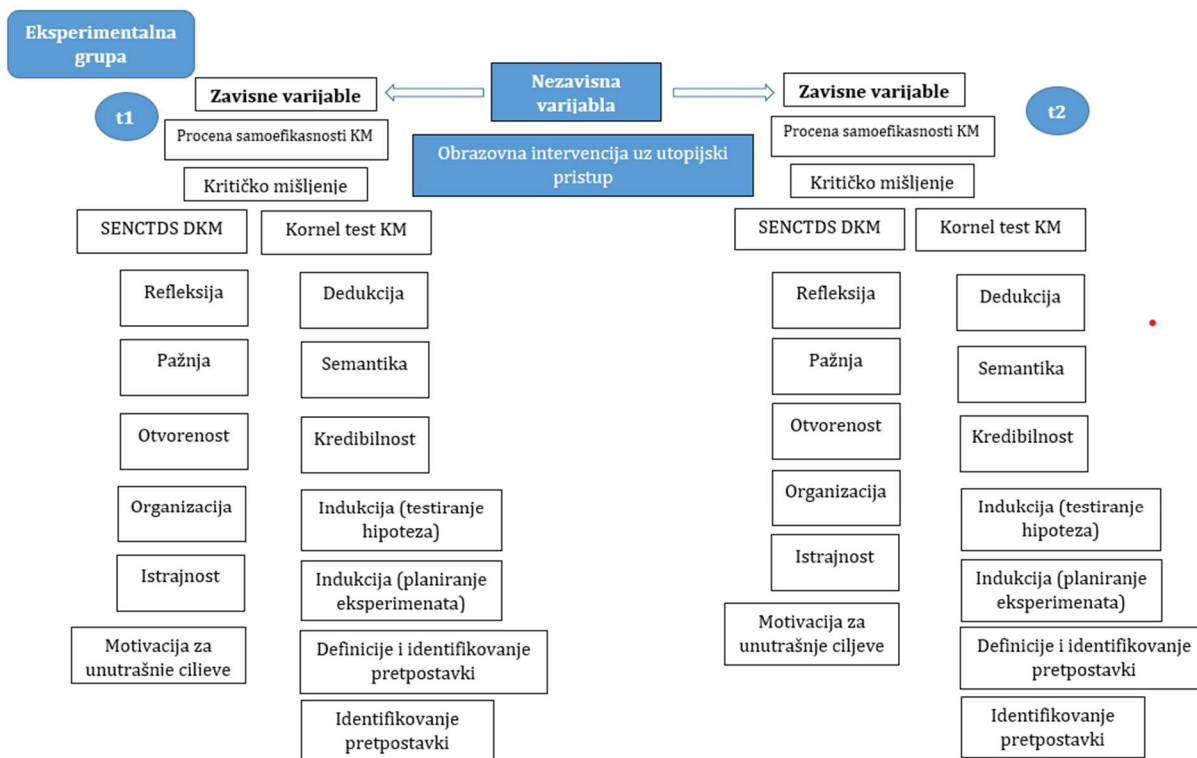 Eksperimentalna
grupa
t1
Zavisne varijable
Procena samoefikasnosti KM
Kritičko mišljenje
SENCTDS DKM
Kornel test KM
Refleksija
Dedukcija
Pažnja
Semantika
Otvorenost
Kredibilnost
Organizacija
Indukcija (testiranje
hipoteza)
Istrajnost
Indukcija (planiranje
eksperimenata)
Motivacija za
unutrašnie cilieve
Definicije i identifikovanje
pretpostavki
Identifikovanje
pretpostavki
Nezavisna
varijabla
Obrazovna intervencija uz utopijski
pristup
Zavisne varijable
t2
Procena samoefikasnosti KM
Kritičko mišljenje
SENCTDS DKM
Kornel test KM
Refleksija
Dedukcija
Pažnja
Semantika
Otvorenost
Kredibilnost
Organizacija
Indukcija (testiranje
hipoteza)
Istrajnost
Indukcija (planiranje
eksperimenata)
Motivacija za
unutrašnje ciljeve
Definicije i identifikovanje
pretpostavki
Identifikovanje
pretpostavki